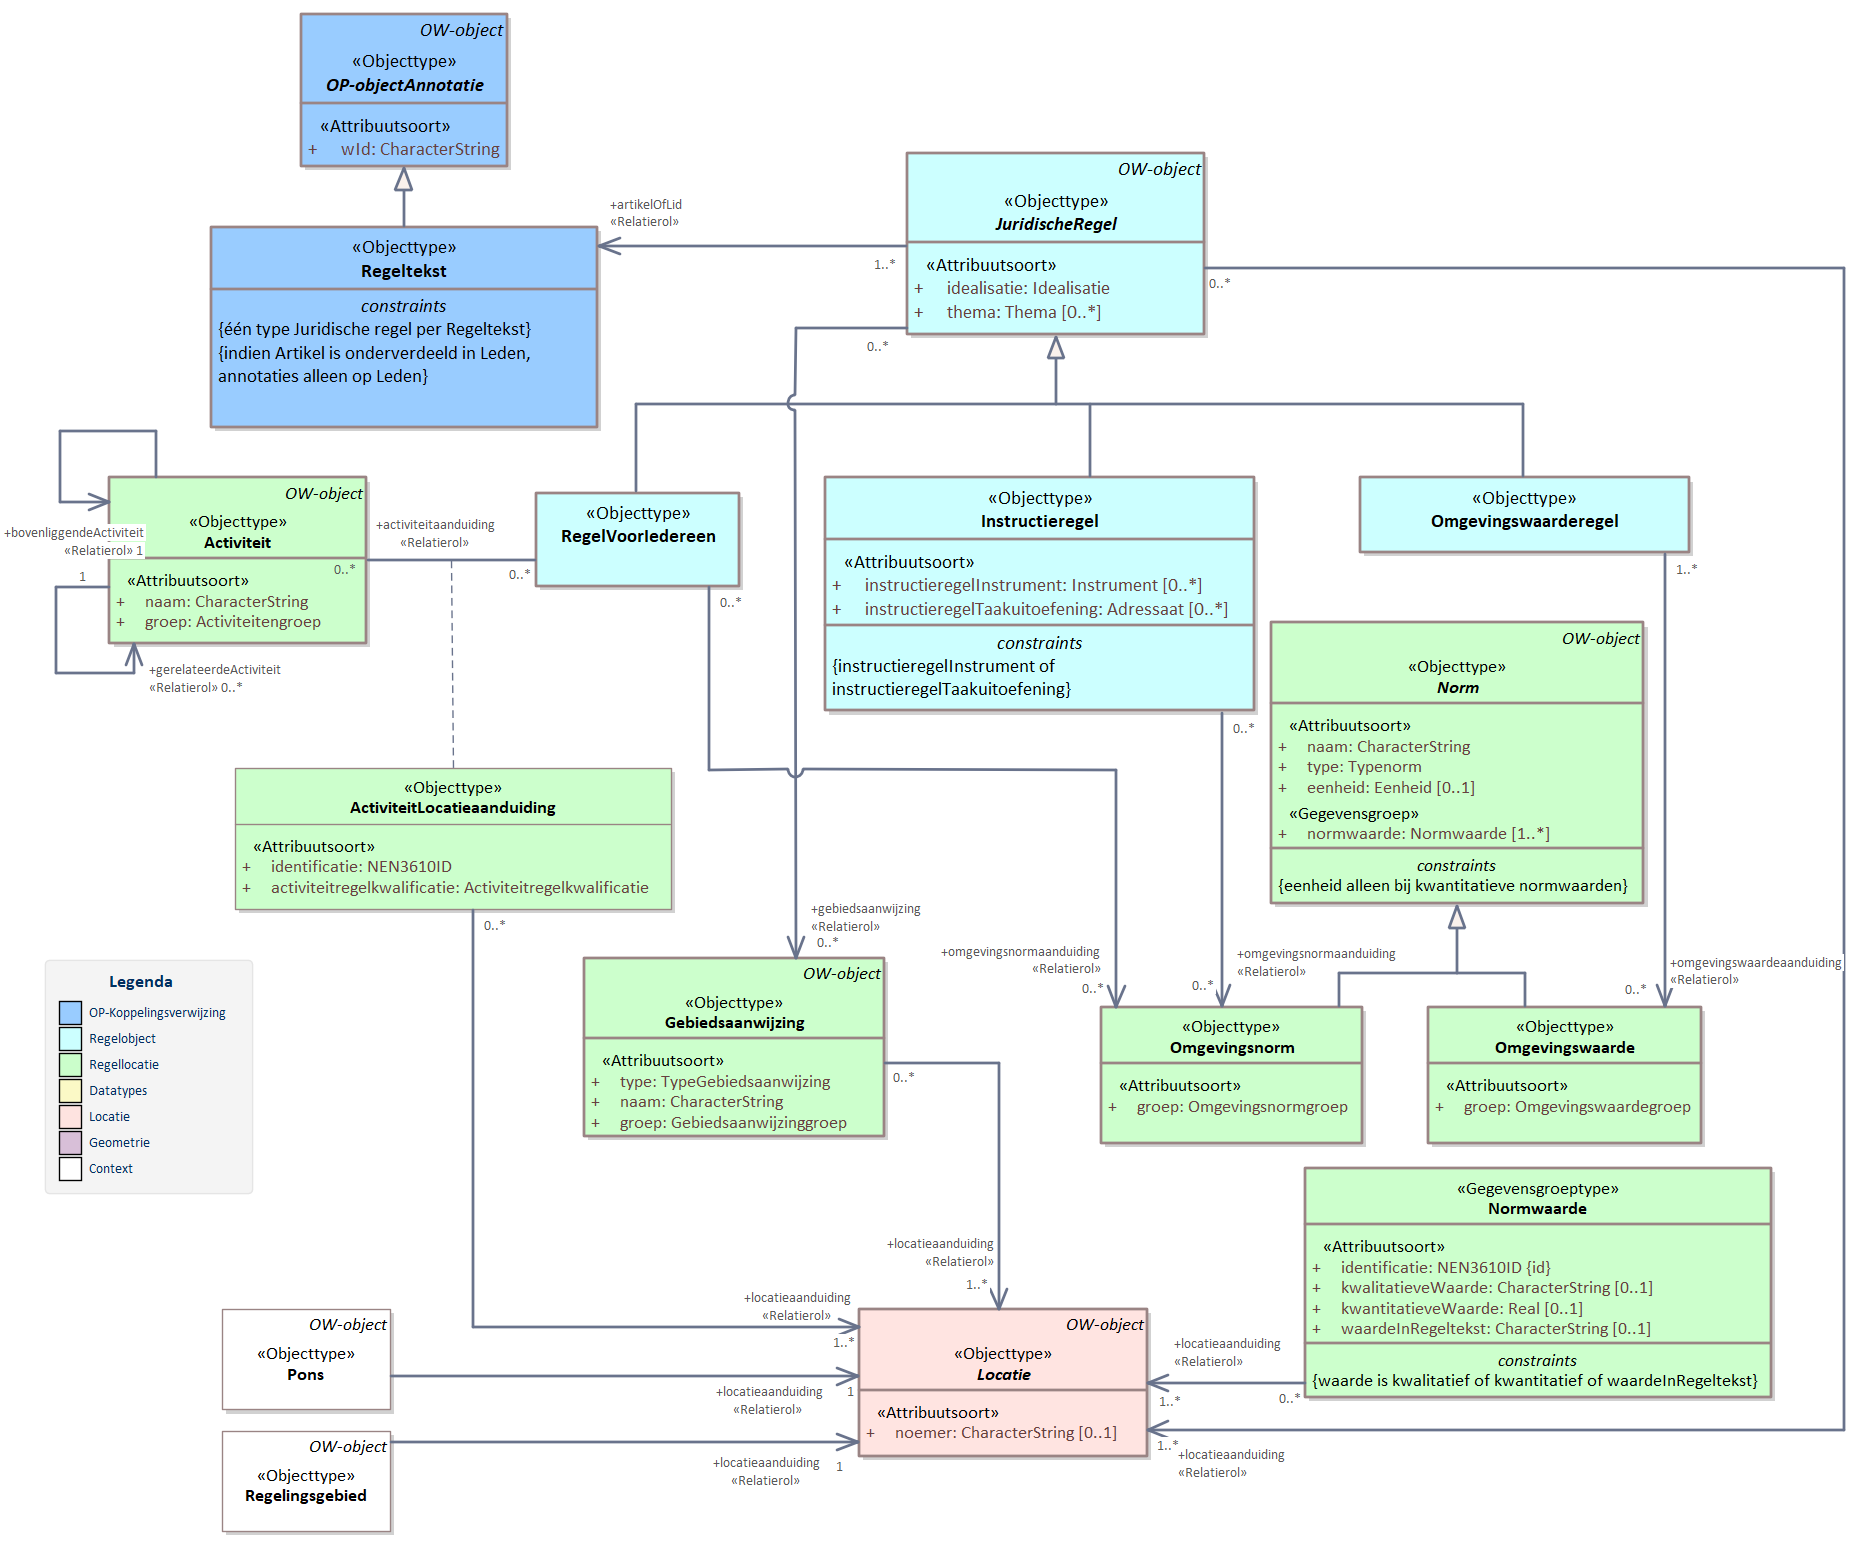 OW-object
«Objecttype»
OP-objectAnnotatie
«Attribuutsoort»
+ wId: CharacterString
OW-object
«Objecttype»
JuridischeRegel
«Attribuutsoort»
+ idealisatie: Idealisatie
+ thema: Thema [0..*]
+artikelOfLid
«Relatierol»
1..*
0..*
0..*
«Objecttype»
Regeltekst
constraints
{één type Juridische regel per Regeltekst}
{indien Artikel is onderverdeeld in Leden,
annotaties alleen op Leden}
OW-object
«Objecttype»
Activiteit
«Attribuutsoort»
+ naam: CharacterString
+ groep: Activiteitengroep
+bovenliggendeActiviteit
«Relatierol» 1
1
+gerelateerdeActiviteit
«Relatierol» 0..*
+activiteitaanduiding
«Relatierol»
0..*
0..*
«Objecttype»
RegelVoorIedereen
0..*
«Objecttype»
Instructieregel
«Attribuutsoort»
+ instructieregelInstrument: Instrument [0..*]
+ instructieregelTaakuitoefening: Adressaat [0..*]
constraints
{instructieregelInstrument of
instructieregelTaakuitoefening}
0..*
«Objecttype»
Omgevingswaarderegel
1..*
OW-object
«Objecttype»
Norm
«Attribuutsoort»
+ naam: CharacterString
+ type: Typenorm
+ eenheid: Eenheid [0..1]
«Gegevensgroep»
+ normwaarde: Normwaarde [1..*]
constraints
{eenheid alleen bij kwantitatieve normwaarden}
«Objecttype»
ActiviteitLocatieaanduiding
«Attribuutsoort»
+ identificatie: NEN3610ID
+ activiteitregelkwalificatie: Activiteitregelkwalificatie
0..*
+gebiedsaanwijzing
«Relatierol»
0..*
+omgevingsnormaanduiding
«Relatierol»
0..*
+omgevingsnormaanduiding
«Relatierol»
0..*
+omgevingswaardeaanduiding
«Relatierol»
0..*
Legenda
OP-Koppelingsverwijzing
Regelobject
Regellocatie
Datatypes
Locatie
Geometrie
Context
OW-object
«Objecttype»
Gebiedsaanwijzing
«Attribuutsoort»
+ type: TypeGebiedsaanwijzing
+ naam: CharacterString
+ groep: Gebiedsaanwijzinggroep
0..*
«Objecttype»
Omgevingsnorm
«Attribuutsoort»
+ groep: Omgevingsnormgroep
«Objecttype»
Omgevingswaarde
«Attribuutsoort»
+ groep: Omgevingswaardegroep
«Gegevensgroeptype»
Normwaarde
«Attribuutsoort»
+ identificatie: NEN3610ID {id}
+ kwalitatieveWaarde: CharacterString [0..1]
+ kwantitatieveWaarde: Real [0..1]
+ waardeInRegeltekst: CharacterString [0..1]
constraints
{waarde is kwalitatief of kwantitatief of waardeInRegeltekst}
+locatieaanduiding
«Relatierol»
1..*
+locatieaanduiding
«Relatierol»
1..*
OW-object
«Objecttype»
Pons
+locatieaanduiding
«Relatierol»
1
OW-object
«Objecttype»
Regelingsgebied
+locatieaanduiding
«Relatierol»
1
OW-object
«Objecttype»
Locatie
«Attribuutsoort»
+ noemer: CharacterString [0..1]
+locatieaanduiding
«Relatierol»
1..*
0..*
1..*
+locatieaanduiding
«Relatierol»